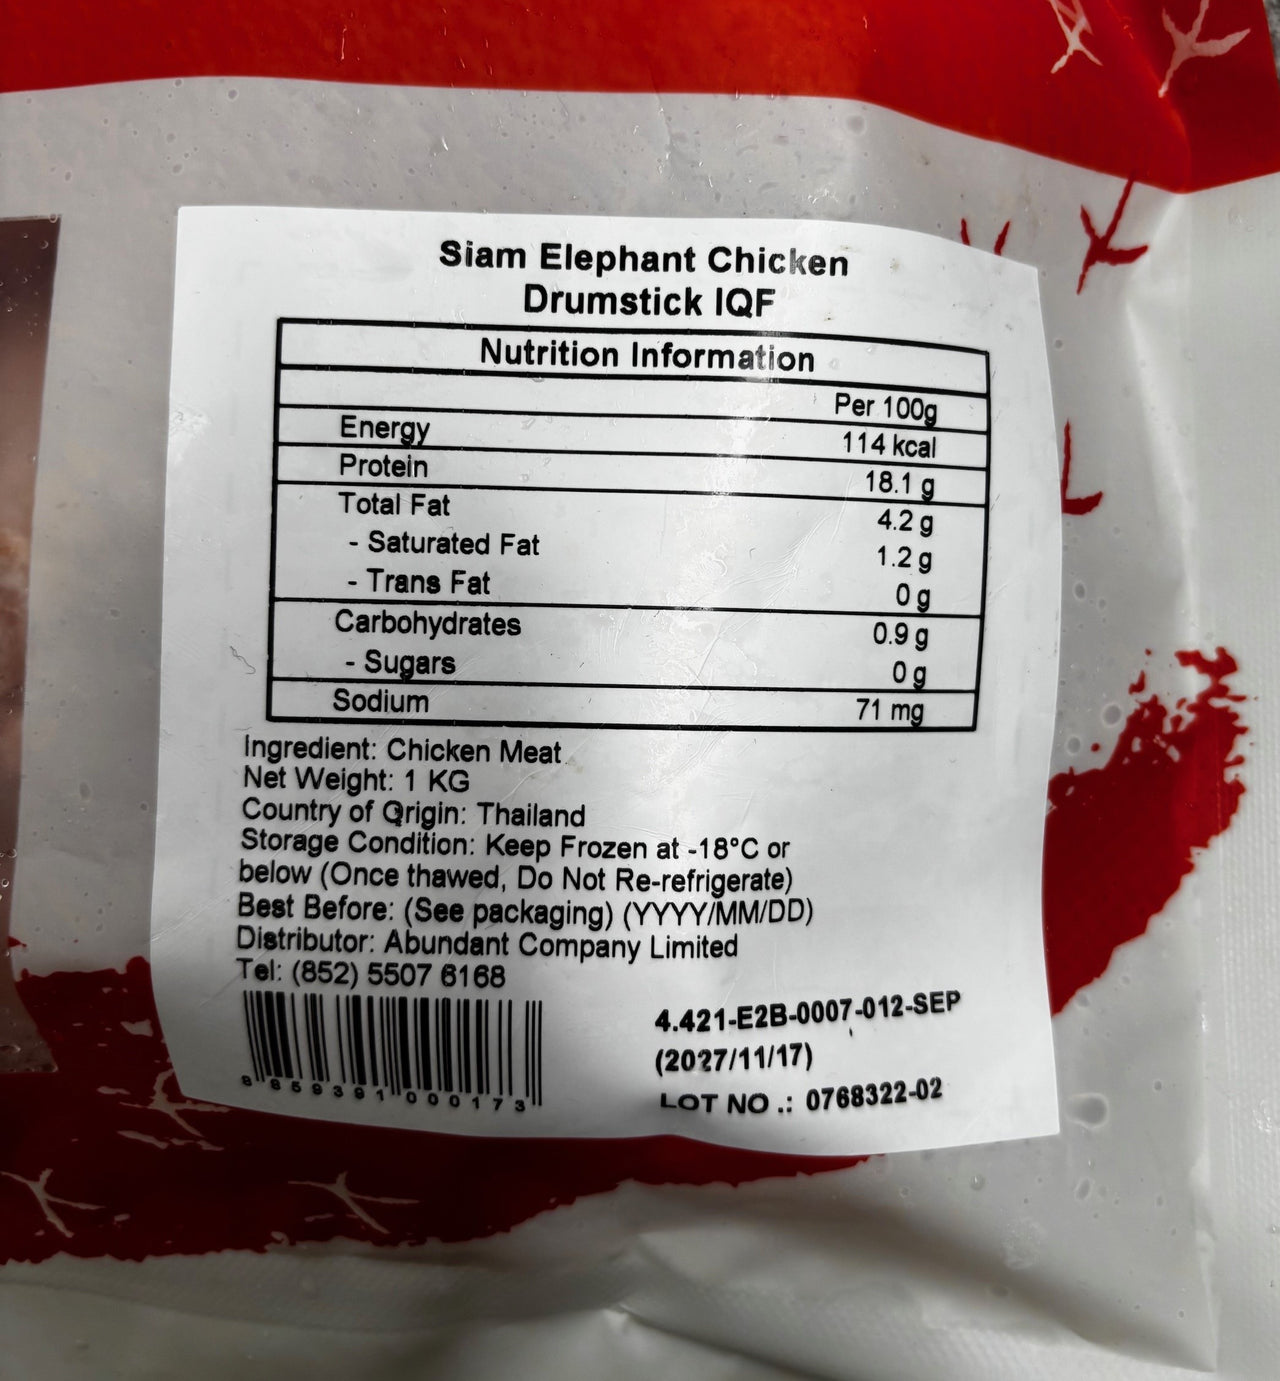 Siam Elephant Chicken
Drumstick IQF
Nutrition Information
Per 100g
Energy 114 kcal
Protein 18.1 g
Total Fat 4.2 g
- Saturated Fat 1.2 g
- Trans Fat 0 g
Carbohydrates 0.9 g
- Sugars 0 g
Sodium 71 mg
Ingredient: Chicken Meat
Net Weight: 1 KG
Country of Origin: Thailand
Storage Condition: Keep Frozen at -18°C or
below (Once thawed, Do Not Re-refrigerate)
Best Before: (See packaging) (YYYY/MM/DD)
Distributor: Abundant Company Limited
Tel: (852) 5507 6168
4.421-E2B-0007-012-SEP
(2027/11/17)
LOT NO.: 0768322-02
8 859391 000173